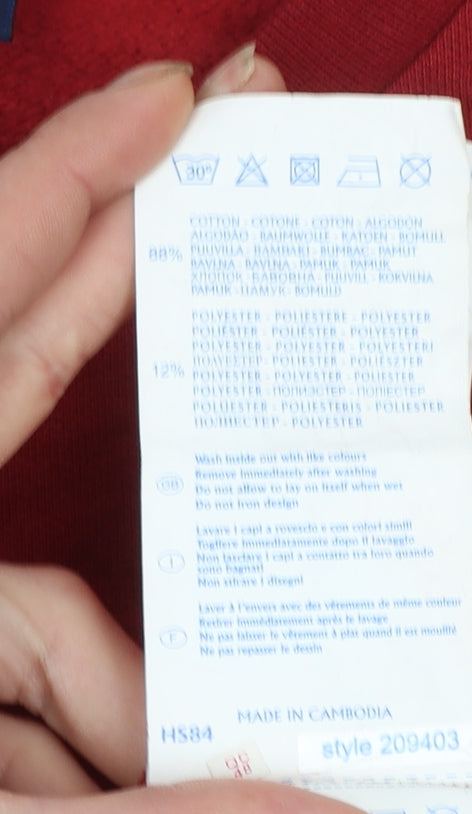 30°
COTTON - COTONE - COTON - ALGODÓN
88% ALGODÃO - BAUMWOLLE - KATOEN - BOMULL
PUUVILLA - BAMBAKI - BUMBAC - PAMUT
BAVLNA - BAVLNA - PAMUK - PAMUK
ХЛОПОК - БАВОВНА - PUUVILL - KOKVILNA
PAMUK - ПАМУК - BOMULD
POLYESTER - POLIESTERE - POLYESTER
POLIÉSTER - POLIÉSTER - POLYESTER
POLYESTER - POLYESTER - POLYESTERI
POLIESTER - POLIÉSZTER
12% POLYESTER - POLYESTER - POLIESTER
POLYESTER - ПОЛИЭСТЕР - ПОЛІЕСТЕР
POLÜESTER - POLIESTERIS - POLIESTER
ПОЛИЕСТЕР - POLYESTER
Wash inside out with like colours
Remove immediately after washing
GB Do not allow to lay on itself when wet
Do not iron design
Lavare i capi a rovescio e con colori simili
Togliere immediatamente dopo il lavaggio
I Non lasciare i capi a contatto tra loro quando
sono bagnati
Non stirare i disegni
Laver à l'envers avec des vêtements de même couleur
Retirer immédiatement après le lavage
F Ne pas laisser le vêtement à plat quand il est mouillé
Ne pas repasser le dessin
MADE IN CAMBODIA
HS84
style 209403
QC
48